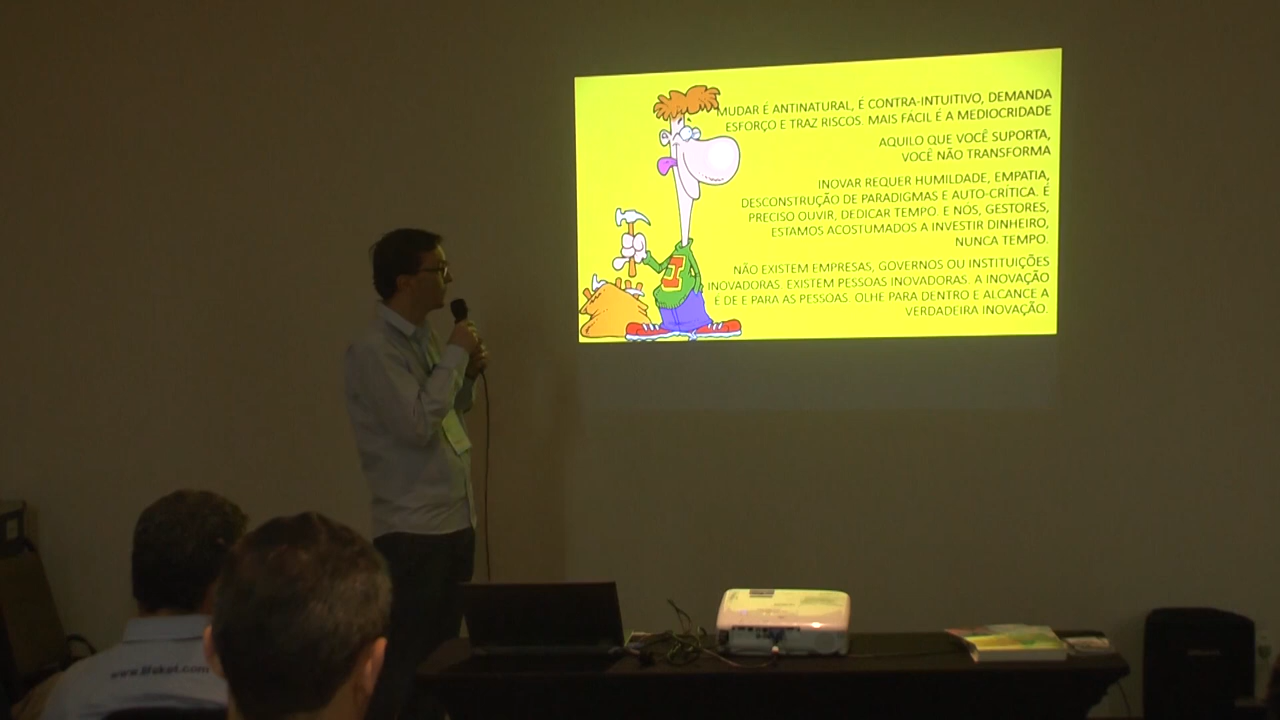 MUDAR É ANTINATURAL, É CONTRA-INTUITIVO, DEMANDA
ESFORÇO E TRAZ RISCOS. MAIS FÁCIL É A MEDIOCRIDADE
AQUILO QUE VOCÊ SUPORTA,
VOCÊ NÃO TRANSFORMA
INOVAR REQUER HUMILDADE, EMPATIA,
DESCONSTRUÇÃO DE PARADIGMAS E AUTO-CRÍTICA. É
PRECISO OUVIR, DEDICAR TEMPO. E NÓS, GESTORES,
ESTAMOS ACOSTUMADOS A INVESTIR DINHEIRO,
NUNCA TEMPO.
NÃO EXISTEM EMPRESAS, GOVERNOS OU INSTITUIÇÕES
INOVADORAS. EXISTEM PESSOAS INOVADORAS. A INOVAÇÃO
É DE E PARA AS PESSOAS. OLHE PARA DENTRO E ALCANCE A
VERDADEIRA INOVAÇÃO.
J